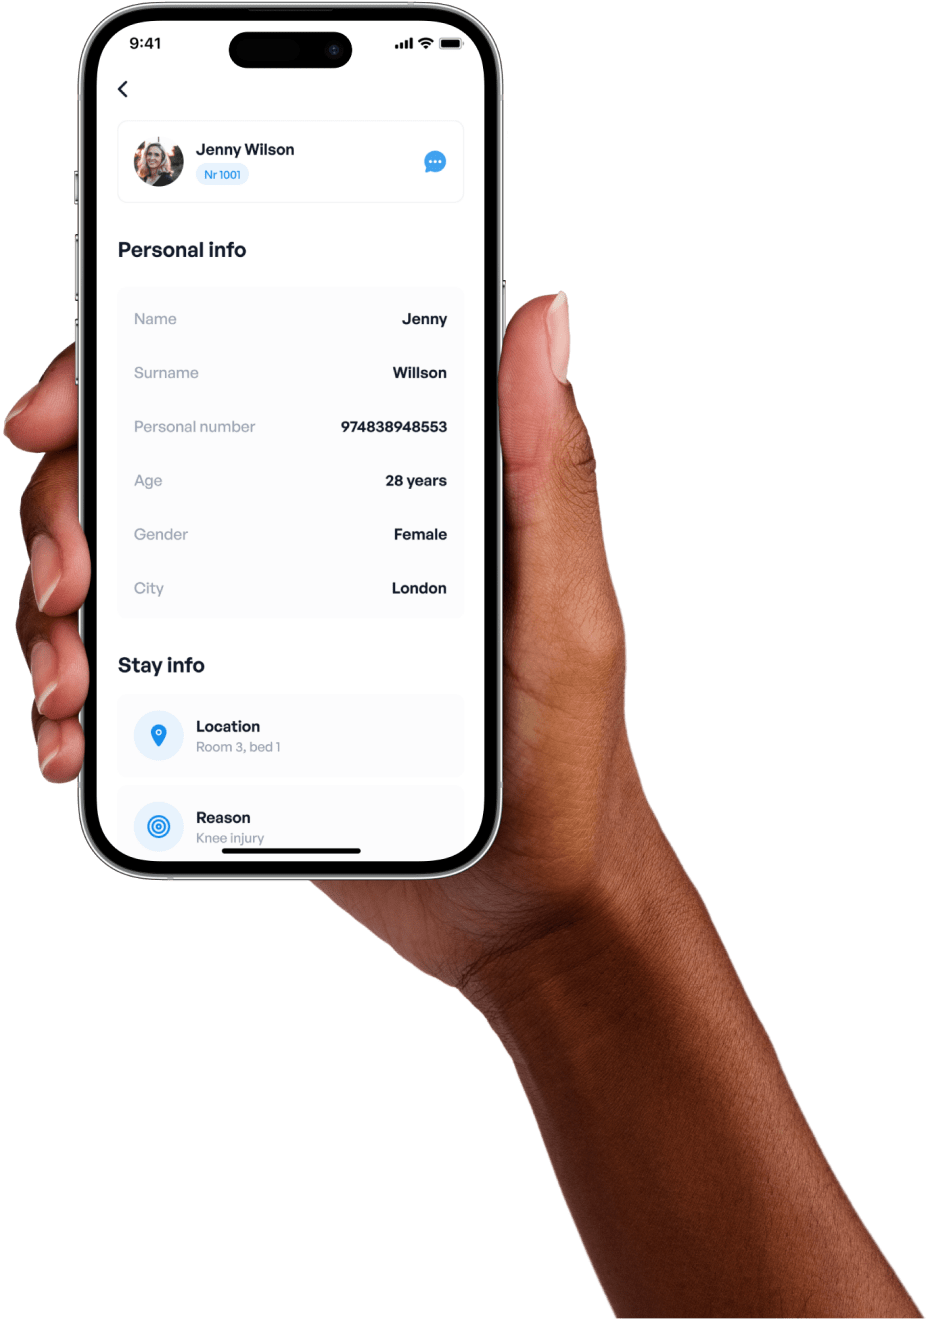 9:41
Jenny Wilson
Nr 1001
Personal info
Name Jenny
Surname Willson
Personal number 974838948553
Age 28 years
Gender Female
City London
Stay info
Location
Room 3, bed 1
Reason
Knee injury